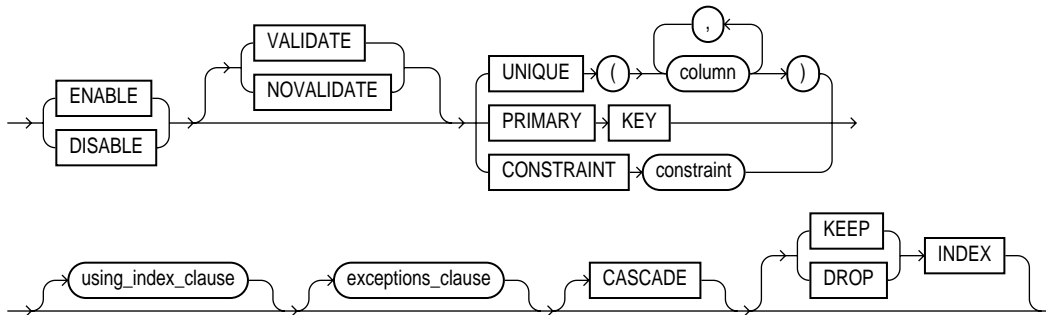 ENABLE
DISABLE
VALIDATE
NOVALIDATE
UNIQUE ( column , )
PRIMARY KEY
CONSTRAINT constraint
using_index_clause
exceptions_clause
CASCADE
KEEP
DROP
INDEX